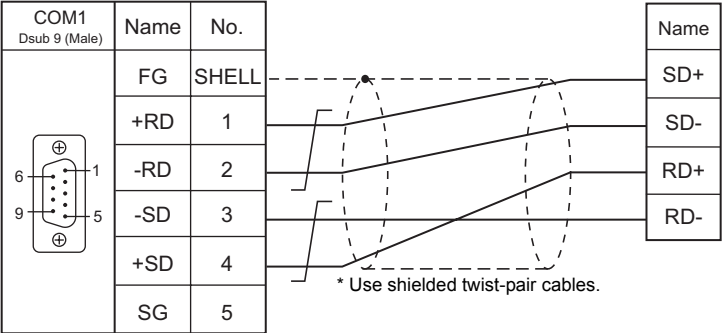 COM1
Dsub 9 (Male)
Name No.
Name
FG SHELL
SD+
+RD 1
SD-
-RD 2
RD+
-SD 3
RD-
+SD 4
SG 5
6
1
9
5
* Use shielded twist-pair cables.